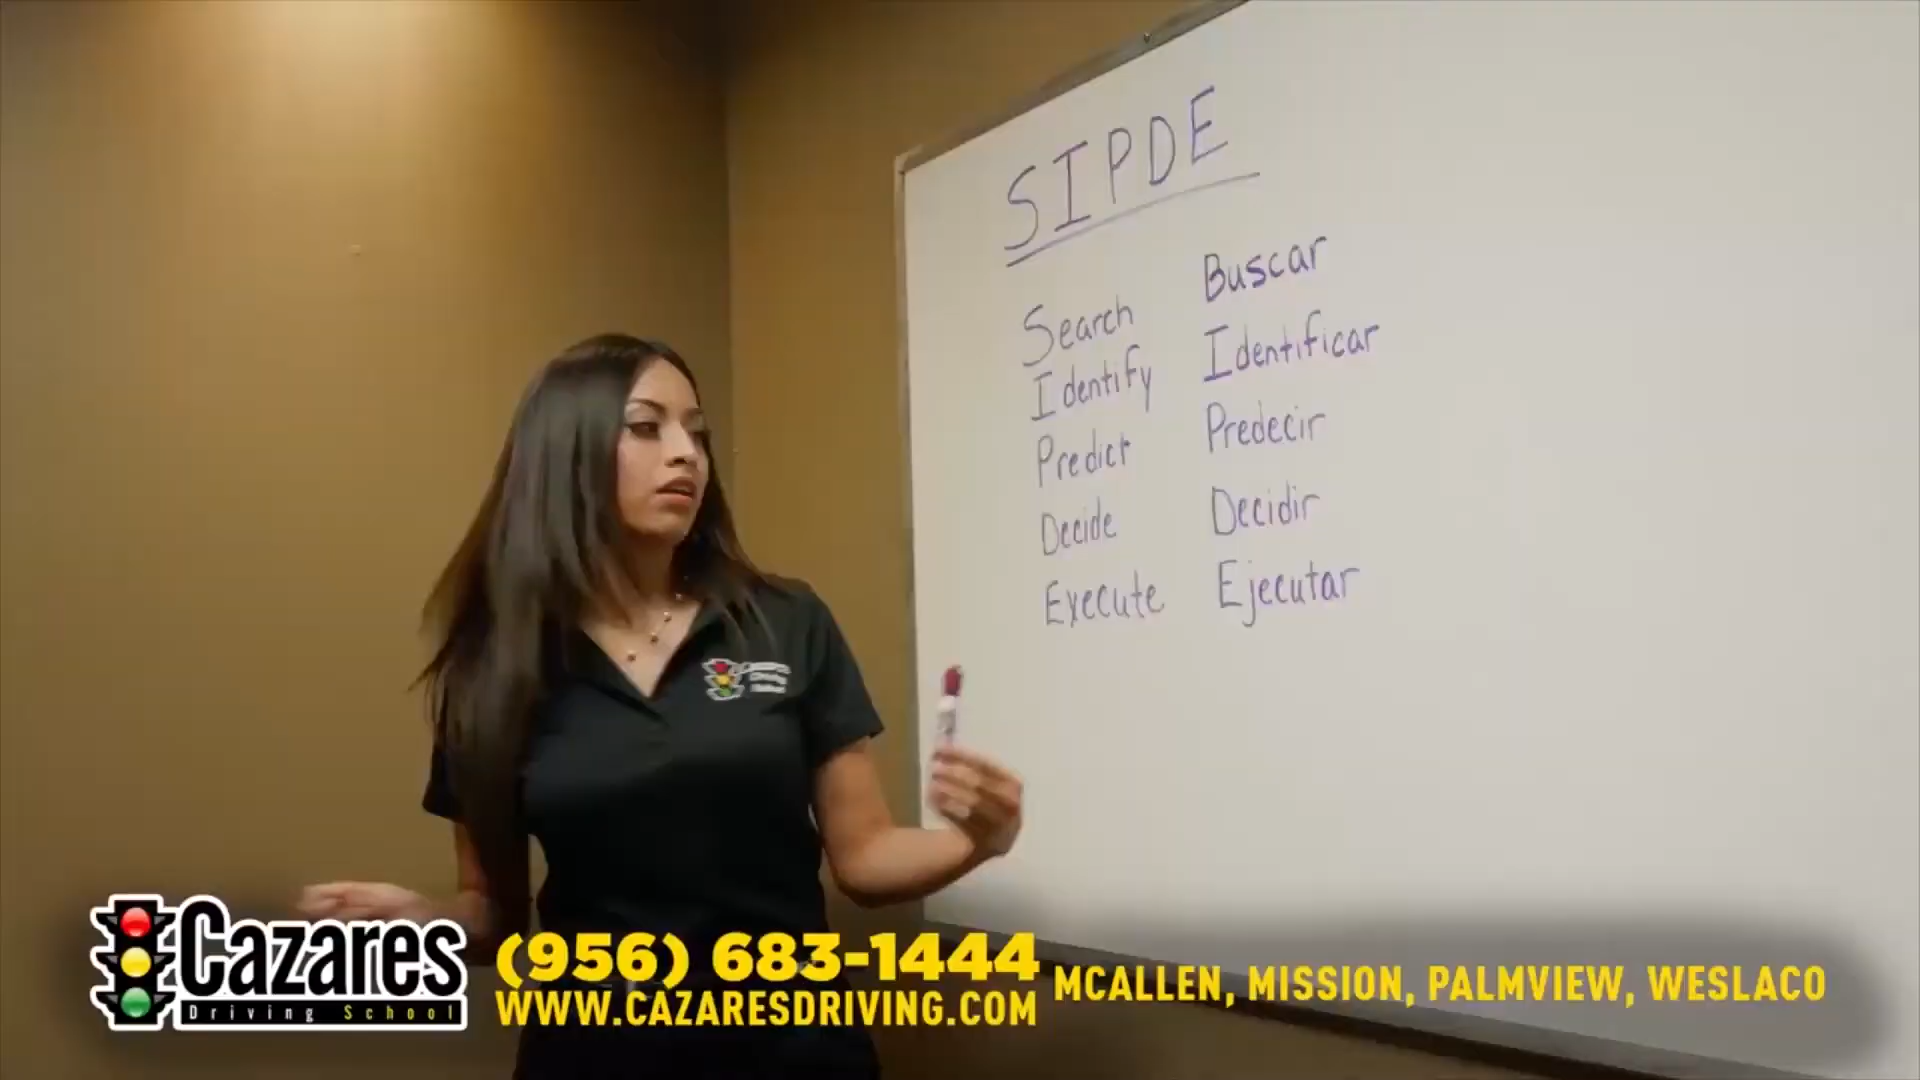 SIPDE
Search Buscar
Identify Identificar
Predict Predecir
Decide Decidir
Execute Ejecutar
Cazares
Driving School
(956) 683-1444
WWW.CAZARESDRIVING.COM
MCALLEN, MISSION, PALMVIEW, WESLACO